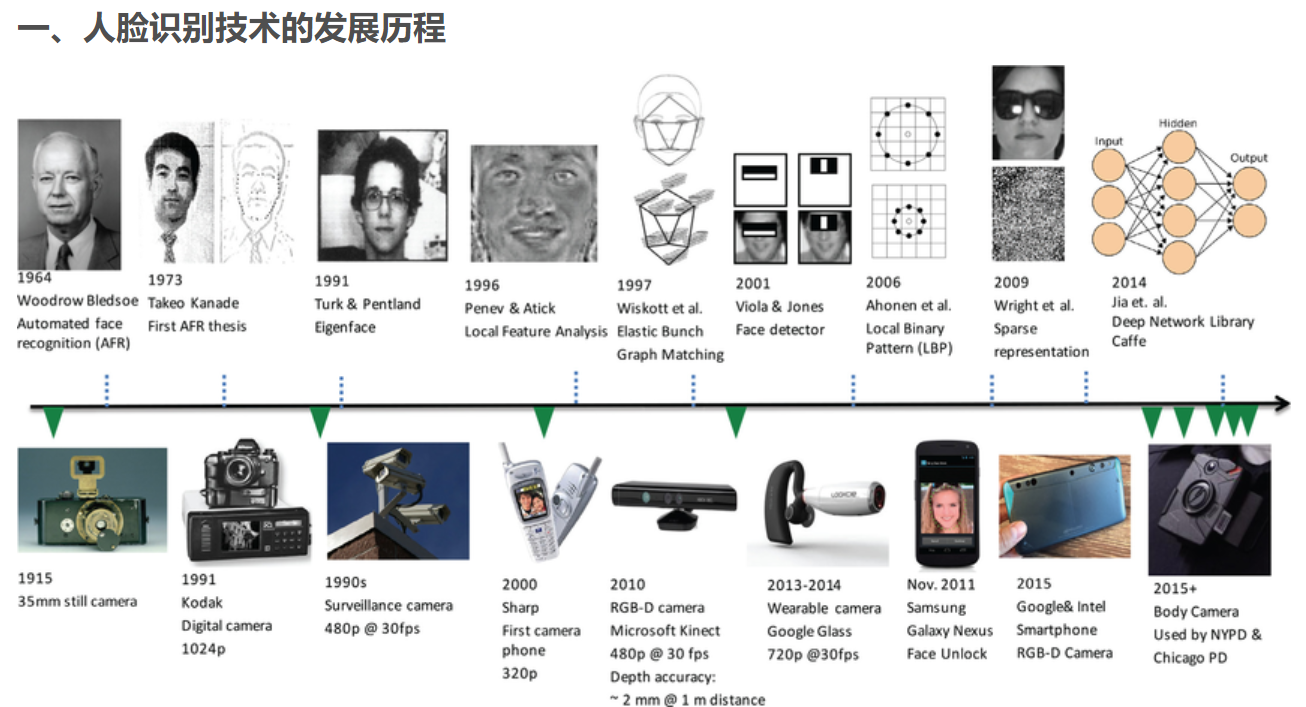 一、人脸识别技术的发展历程
1964
Woodrow Bledsoe
Automated face
recognition (AFR)
1973
Takeo Kanade
First AFR thesis
1991
Turk & Pentland
Eigenface
1996
Penev & Atick
Local Feature Analysis
1997
Wiskott et al.
Elastic Bunch
Graph Matching
2001
Viola & Jones
Face detector
2006
Ahonen et al.
Local Binary
Pattern (LBP)
2009
Wright et al.
Sparse
representation
Input
Hidden
Output
2014
Jia et. al.
Deep Network Library
Caffe
1915
35mm still camera
1991
Kodak
Digital camera
1024p
1990s
Surveillance camera
480p @ 30fps
2000
Sharp
First camera
phone
320p
2010
RGB-D camera
Microsoft Kinect
480p @ 30 fps
Depth accuracy:
~ 2 mm @ 1 m distance
LOOXCIE
2013-2014
Wearable camera
Google Glass
720p @30fps
Nov. 2011
Samsung
Galaxy Nexus
Face Unlock
2015
Google& Intel
Smartphone
RGB-D Camera
2015+
Body Camera
Used by NYPD &
Chicago PD